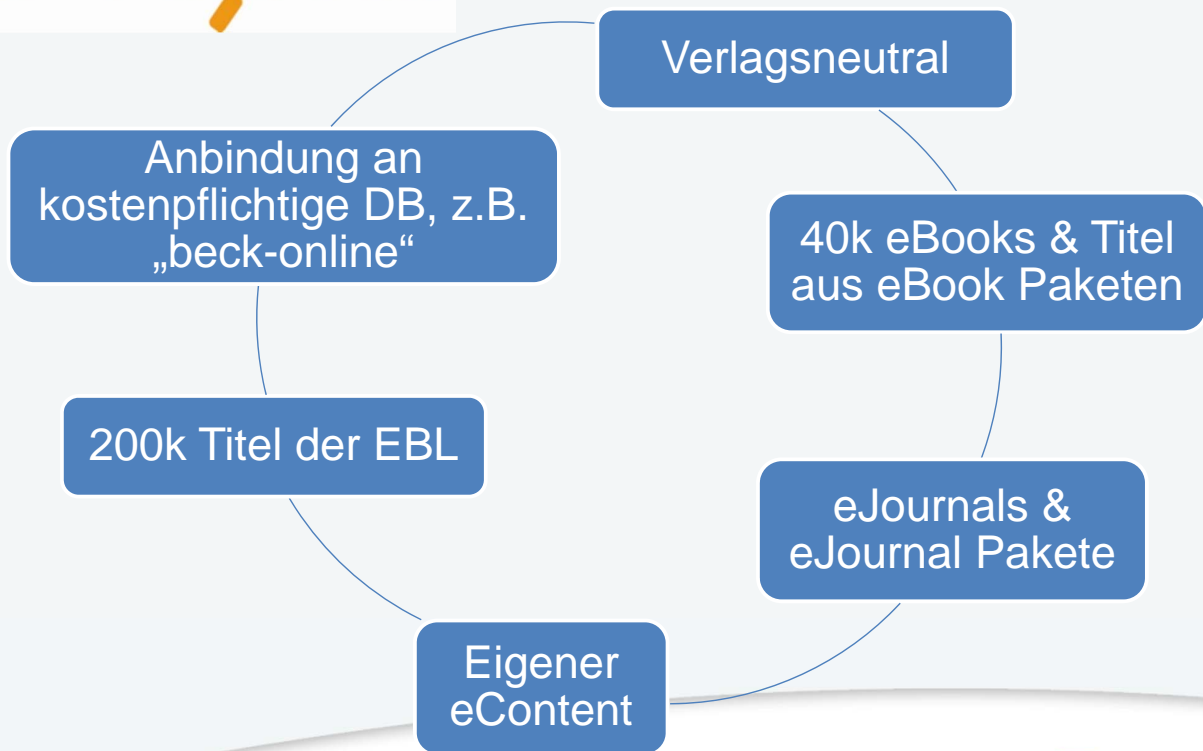 Verlagsneutral
40k eBooks & Titel
aus eBook Paketen
eJournals &
eJournal Pakete
Eigener
eContent
200k Titel der EBL
Anbindung an
kostenpflichtige DB, z.B.
„beck-online“